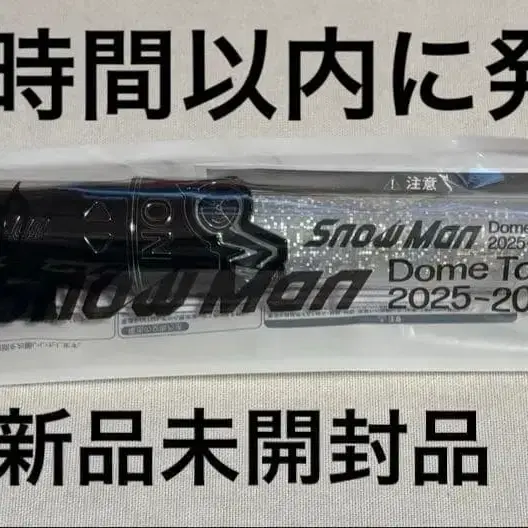 時間以内に発
⚠注意
Snow Man
Dome
2025
ON
Snow Man
Dome To
2025-20
新品未開封品